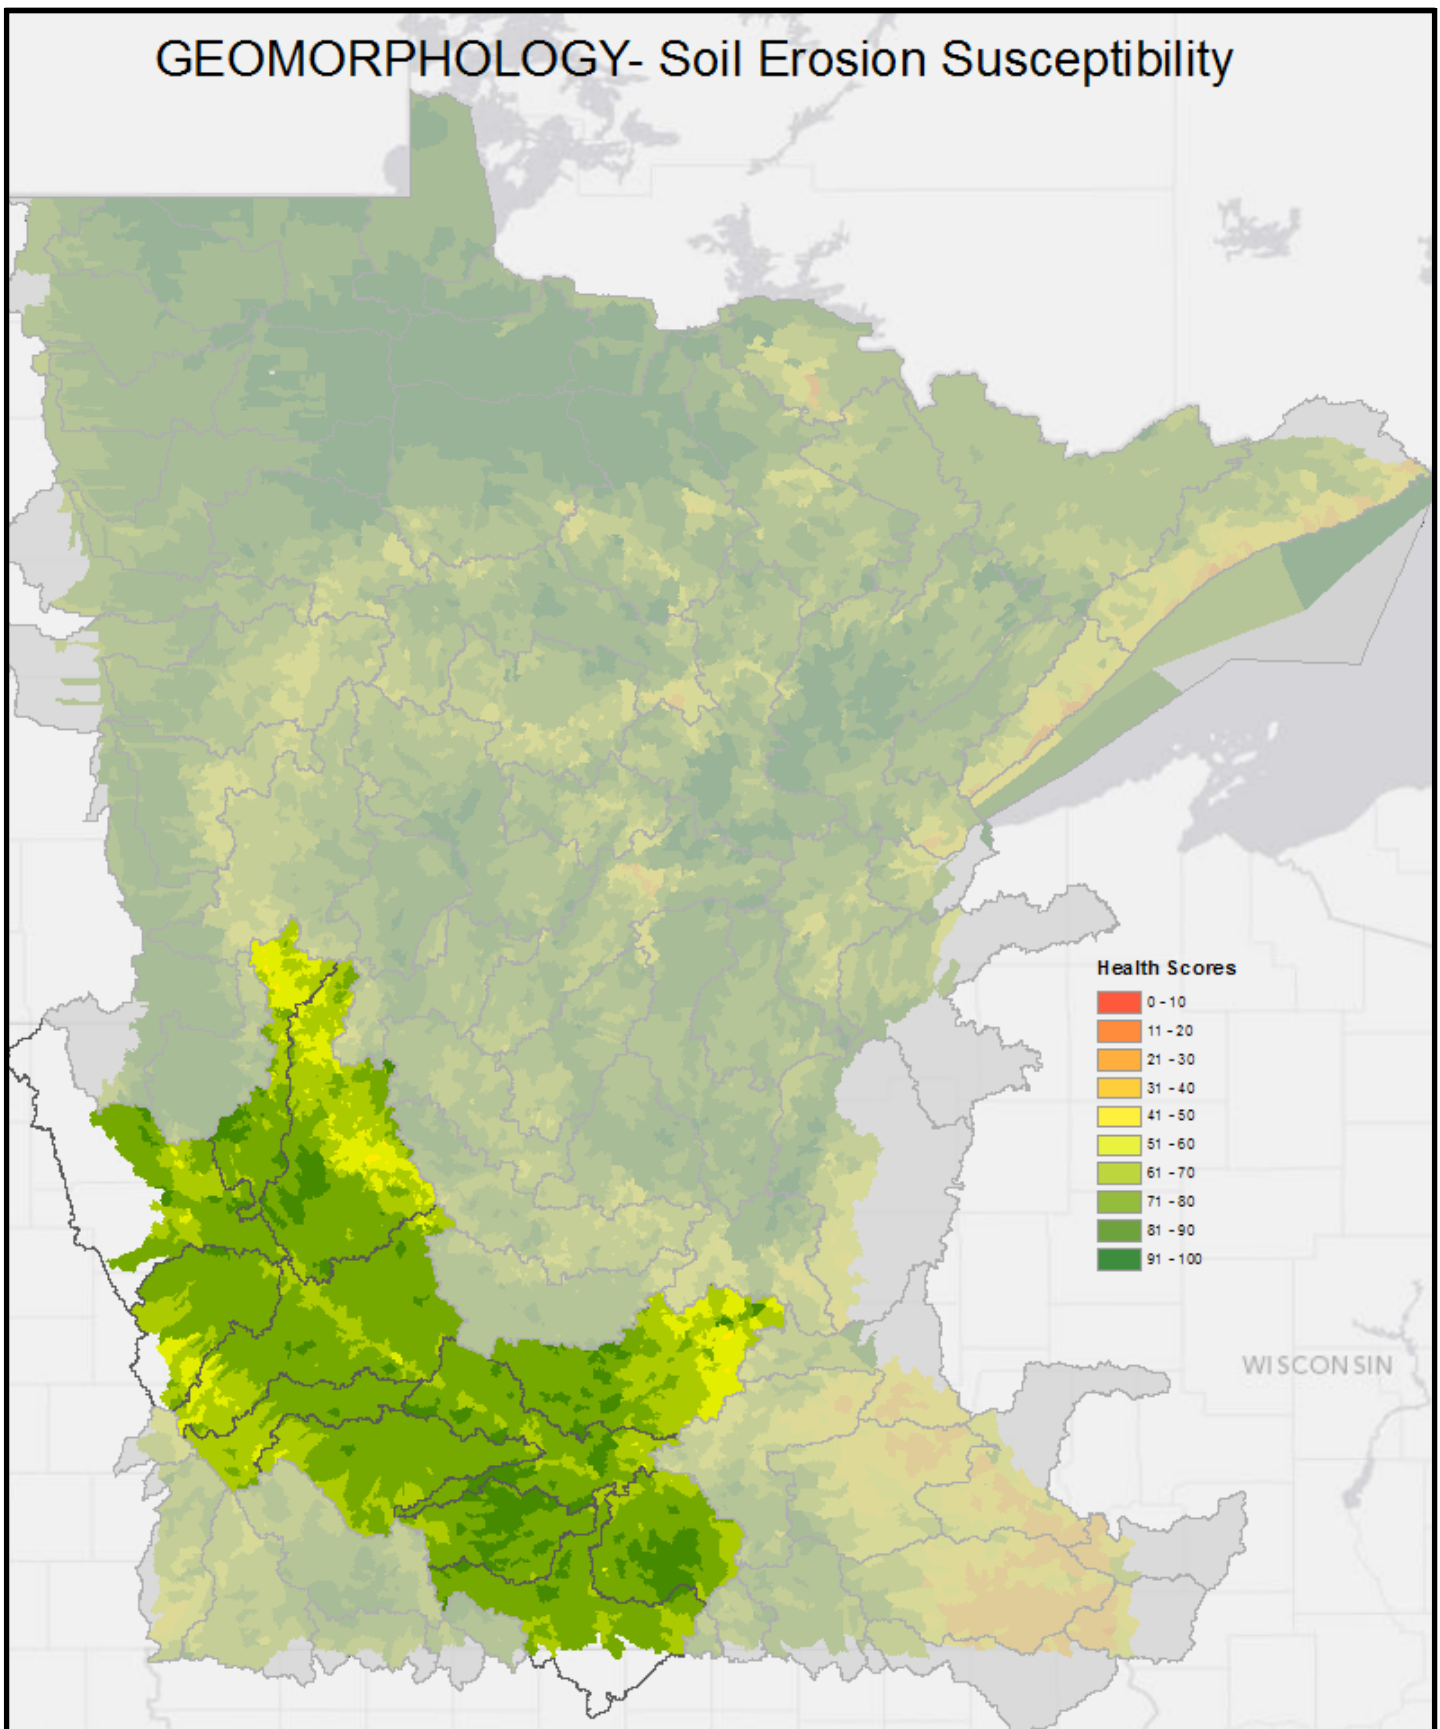 GEOMORPHOLOGY- Soil Erosion Susceptibility
Health Scores
0 - 10
11 - 20
21 - 30
31 - 40
41 - 50
51 - 60
61 - 70
71 - 80
81 - 90
91 - 100
WISCONSIN